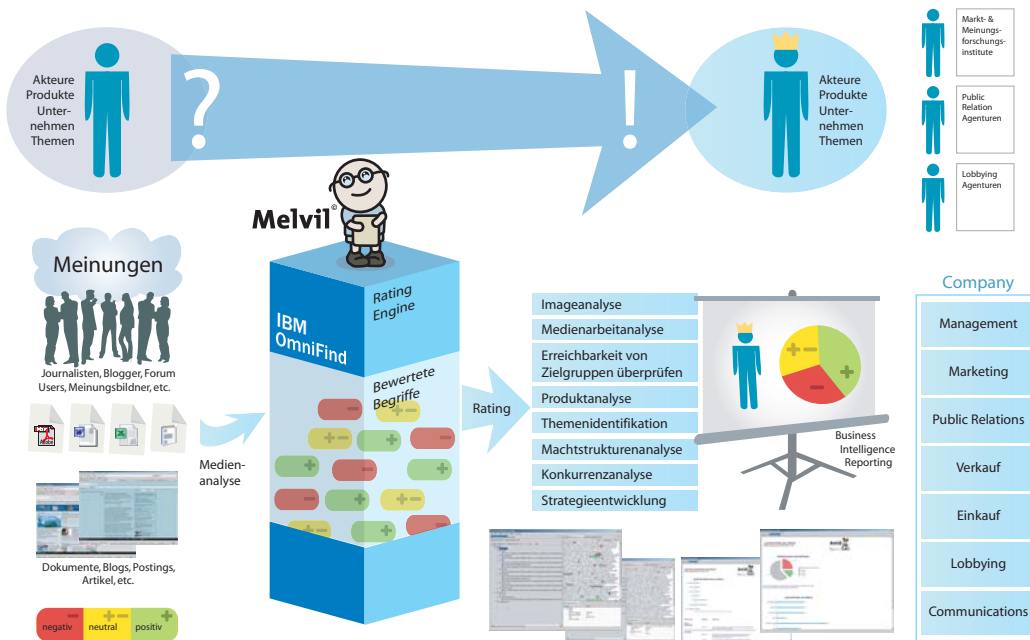 Akteure
Produkte
Unter-
nehmen
Themen
?
!
Akteure
Produkte
Unter-
nehmen
Themen
Markt- &
Meinungs-
forschungs-
institute
Public
Relation
Agenturen
Lobbying
Agenturen
Melvil©
Meinungen
Journalisten, Blogger, Forum
Users, Meinungsbildner, etc.
Adobe
Dokumente, Blogs, Postings,
Artikel, etc.
negativ
neutral
positiv
Medien-
analyse
IBM
OmniFind
Rating
Engine
Bewertete
Begriffe
Rating
Imageanalyse
Medienarbeitanalyse
Erreichbarkeit von
Zielgruppen überprüfen
Produktanalyse
Themenidentifikation
Machtstrukturenanalyse
Konkurrenzanalyse
Strategieentwicklung
Business
Intelligence
Reporting
Company
Management
Marketing
Public Relations
Verkauf
Einkauf
Lobbying
Communications